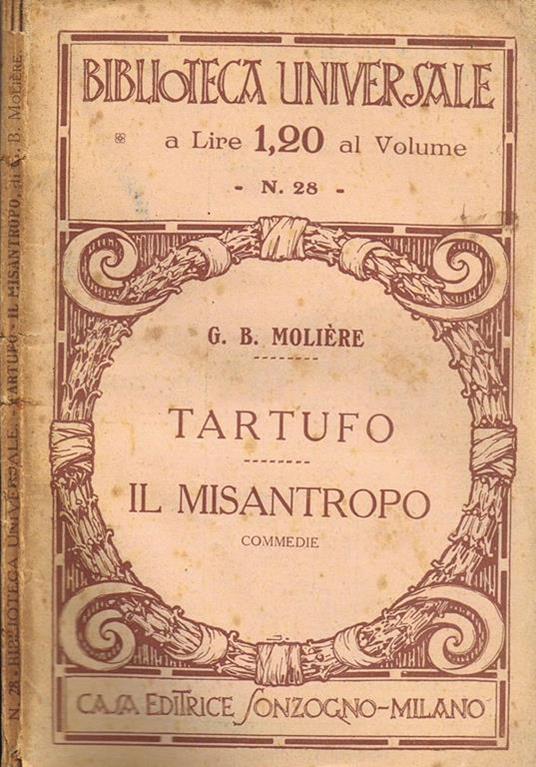 BIBLIOTECA UNIVERSALE
a Lire 1,20 al Volume
- N. 28 -
G. B. MOLIÈRE
TARTUFO
IL MISANTROPO
COMMEDIE
CASA EDITRICE SONZOGNO-MILANO
N. 28 - BIBLIOTECA UNIVERSALE - TARTUFO - IL MISANTROPO, di G. B. MOLIÈRE